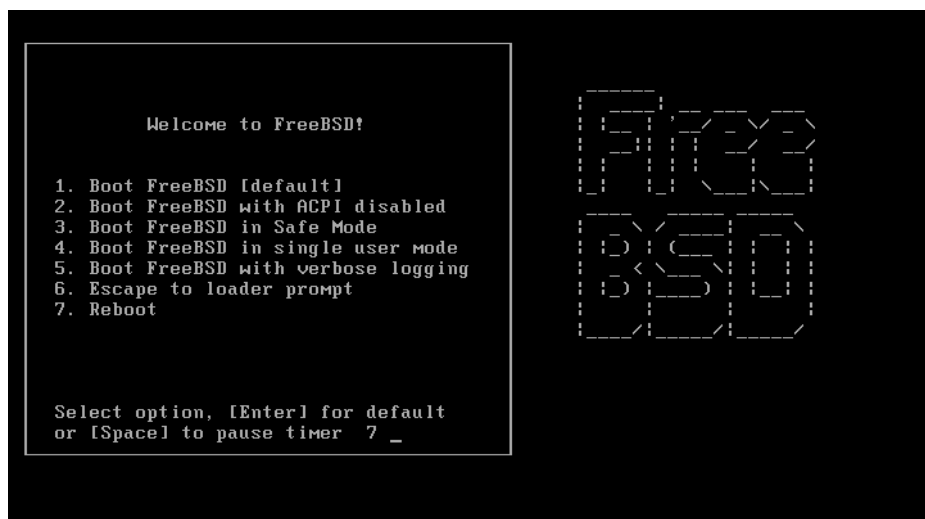 Welcome to FreeBSD!
1. Boot FreeBSD [default]
2. Boot FreeBSD with ACPI disabled
3. Boot FreeBSD in Safe Mode
4. Boot FreeBSD in single user mode
5. Boot FreeBSD with verbose logging
6. Escape to loader prompt
7. Reboot
Select option, [Enter] for default
or [Space] to pause timer 7 _
Free
BSD